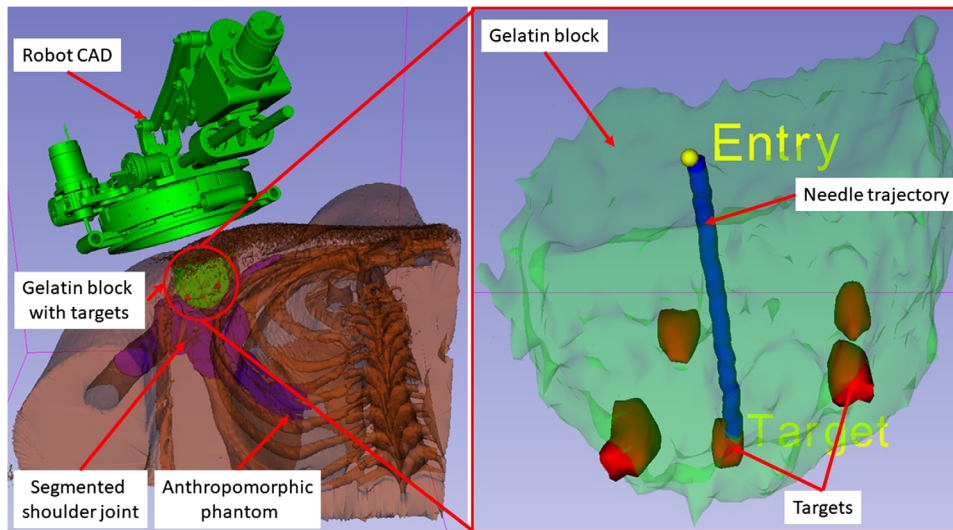 Robot CAD
Gelatin block
with targets
Segmented
shoulder joint
Anthropomorphic
phantom
Gelatin block
Entry
Needle trajectory
Target
Targets